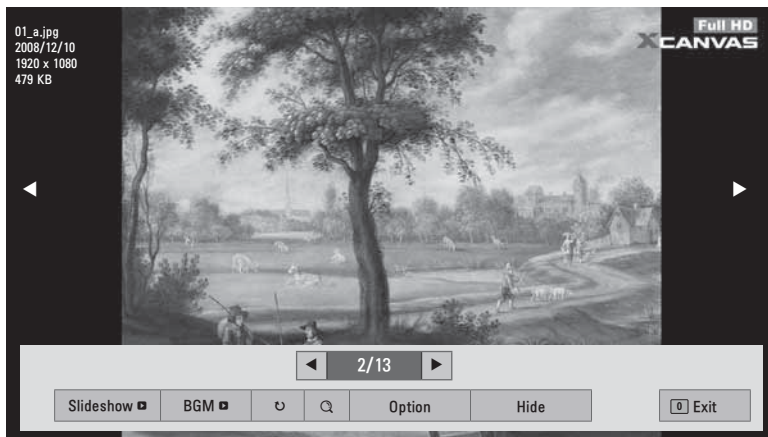 01_a.jpg
2008/12/10
1920 x 1080
479 KB
Full HD
XCANVAS
2/13
Slideshow
BGM
Option
Hide
0 Exit